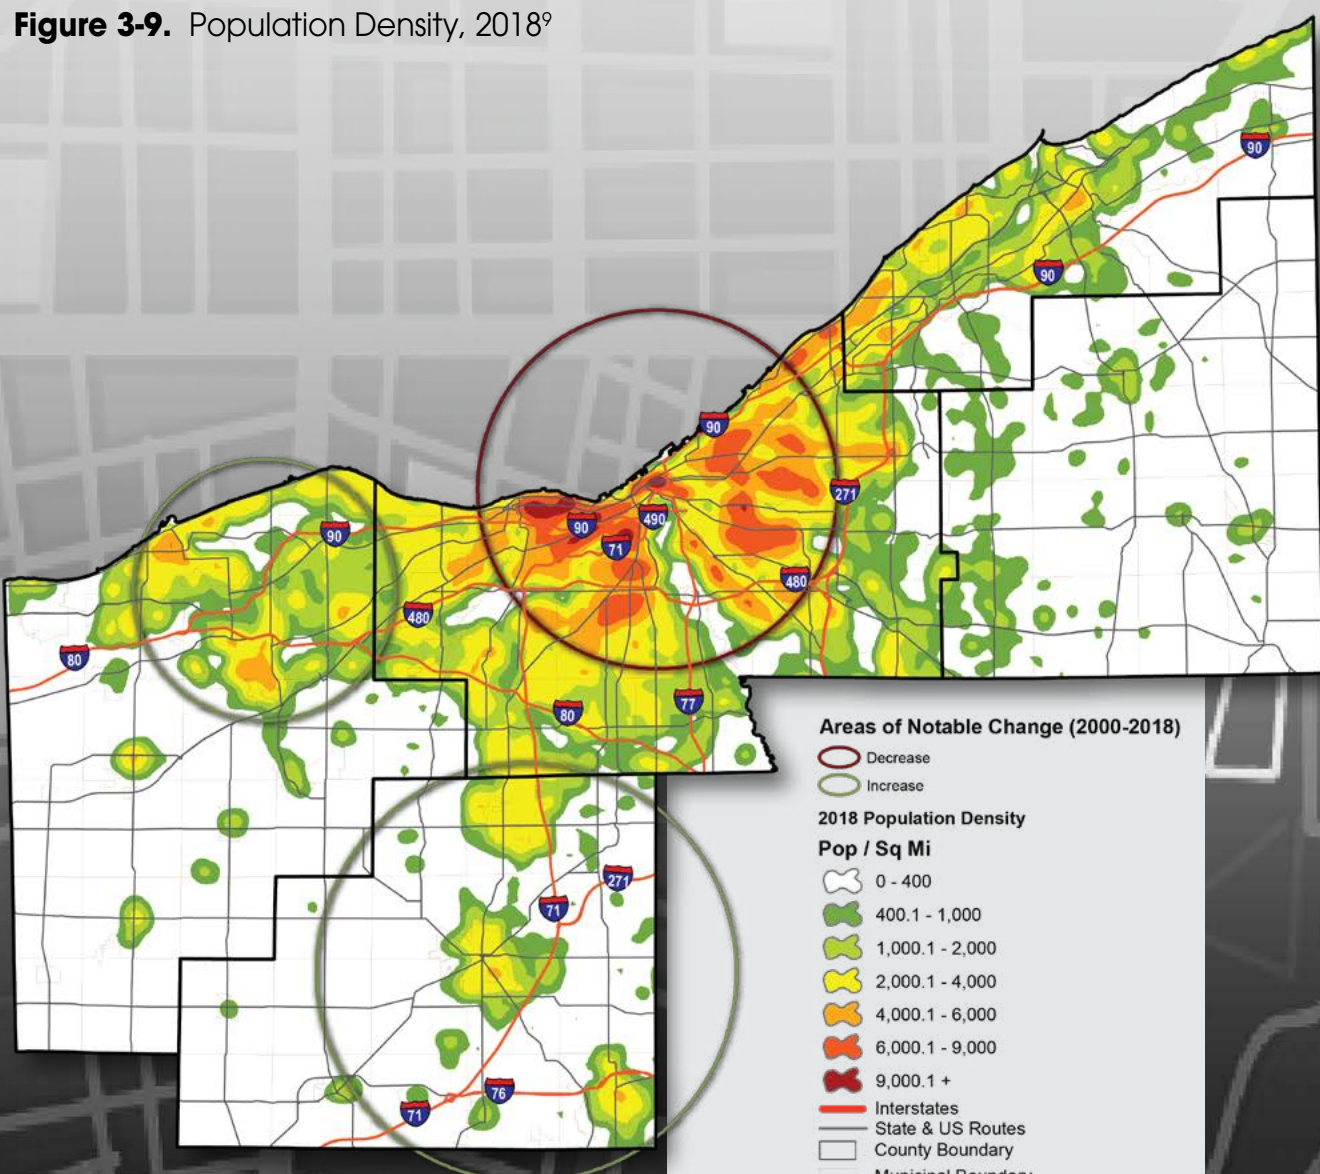 Figure 3-9. Population Density, 2018⁹
90
90
90
271
90
490
90
71
480
90
480
80
80
77
271
71
76
71
Areas of Notable Change (2000-2018)
Decrease
Increase
2018 Population Density
Pop / Sq Mi
0 - 400
400.1 - 1,000
1,000.1 - 2,000
2,000.1 - 4,000
4,000.1 - 6,000
6,000.1 - 9,000
9,000.1 +
Interstates
State & US Routes
County Boundary
Municipal Boundary